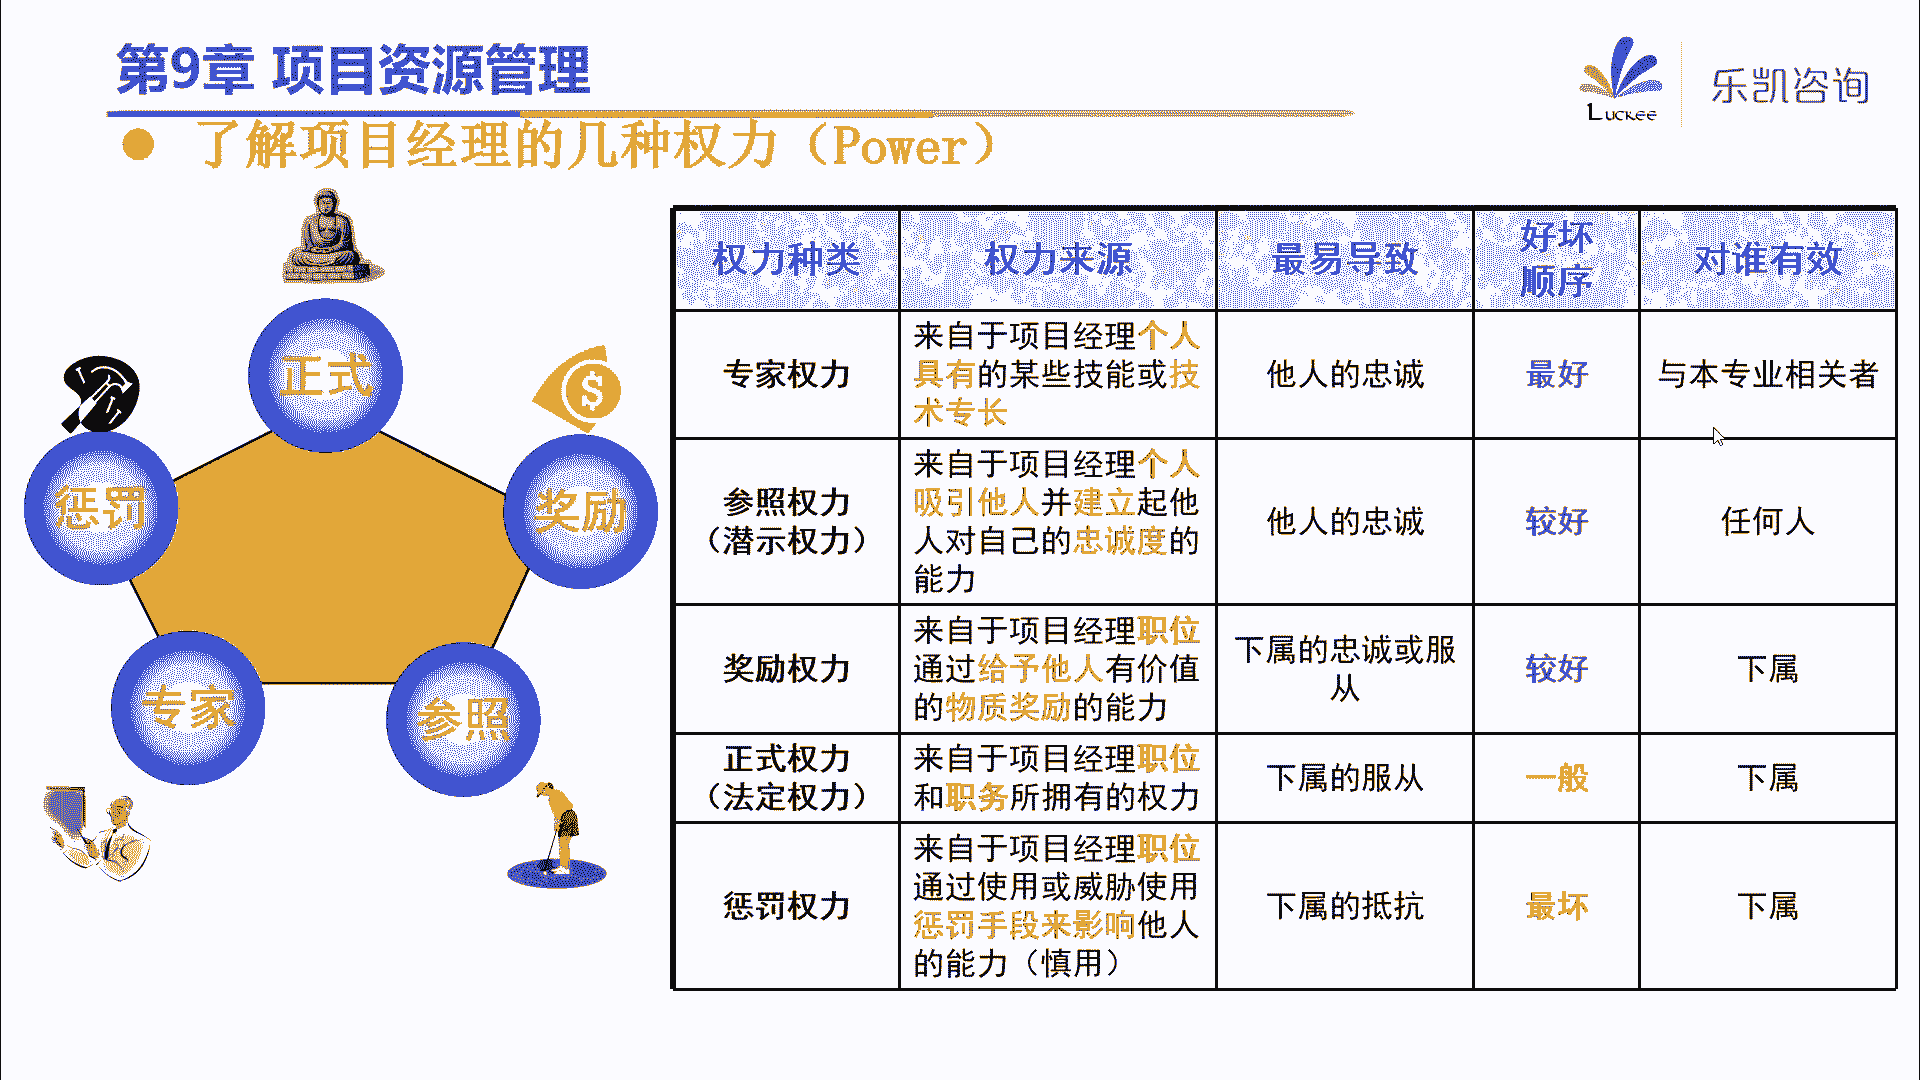 第9章 项目资源管理
Luckee
乐凯咨询
● 了解项目经理的几种权力（Power）
正式
惩罚
奖励
专家
参照
$
权力种类
权力来源
最易导致
好坏
顺序
对谁有效
专家权力
来自于项目经理个人
具有的某些技能或技
术专长
他人的忠诚
最好
与本专业相关者
参照权力
（潜示权力）
来自于项目经理个人
吸引他人并建立起他
人对自己的忠诚度的
能力
他人的忠诚
较好
任何人
奖励权力
来自于项目经理职位
通过给予他人有价值
的物质奖励的能力
下属的忠诚或服
从
较好
下属
正式权力
（法定权力）
来自于项目经理职位
和职务所拥有的权力
下属的服从
一般
下属
惩罚权力
来自于项目经理职位
通过使用或威胁使用
惩罚手段来影响他人
的能力（慎用）
下属的抵抗
最坏
下属